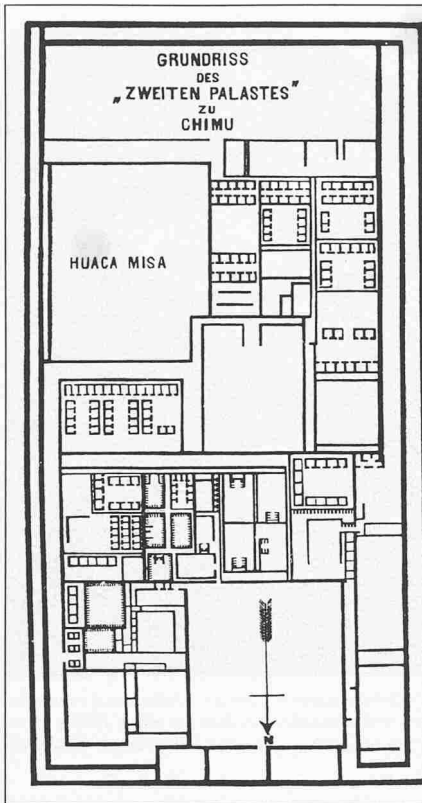 GRUNDRISS
DES
„ZWEITEN PALASTES"
ZU
CHIMU
HUACA MISA
N